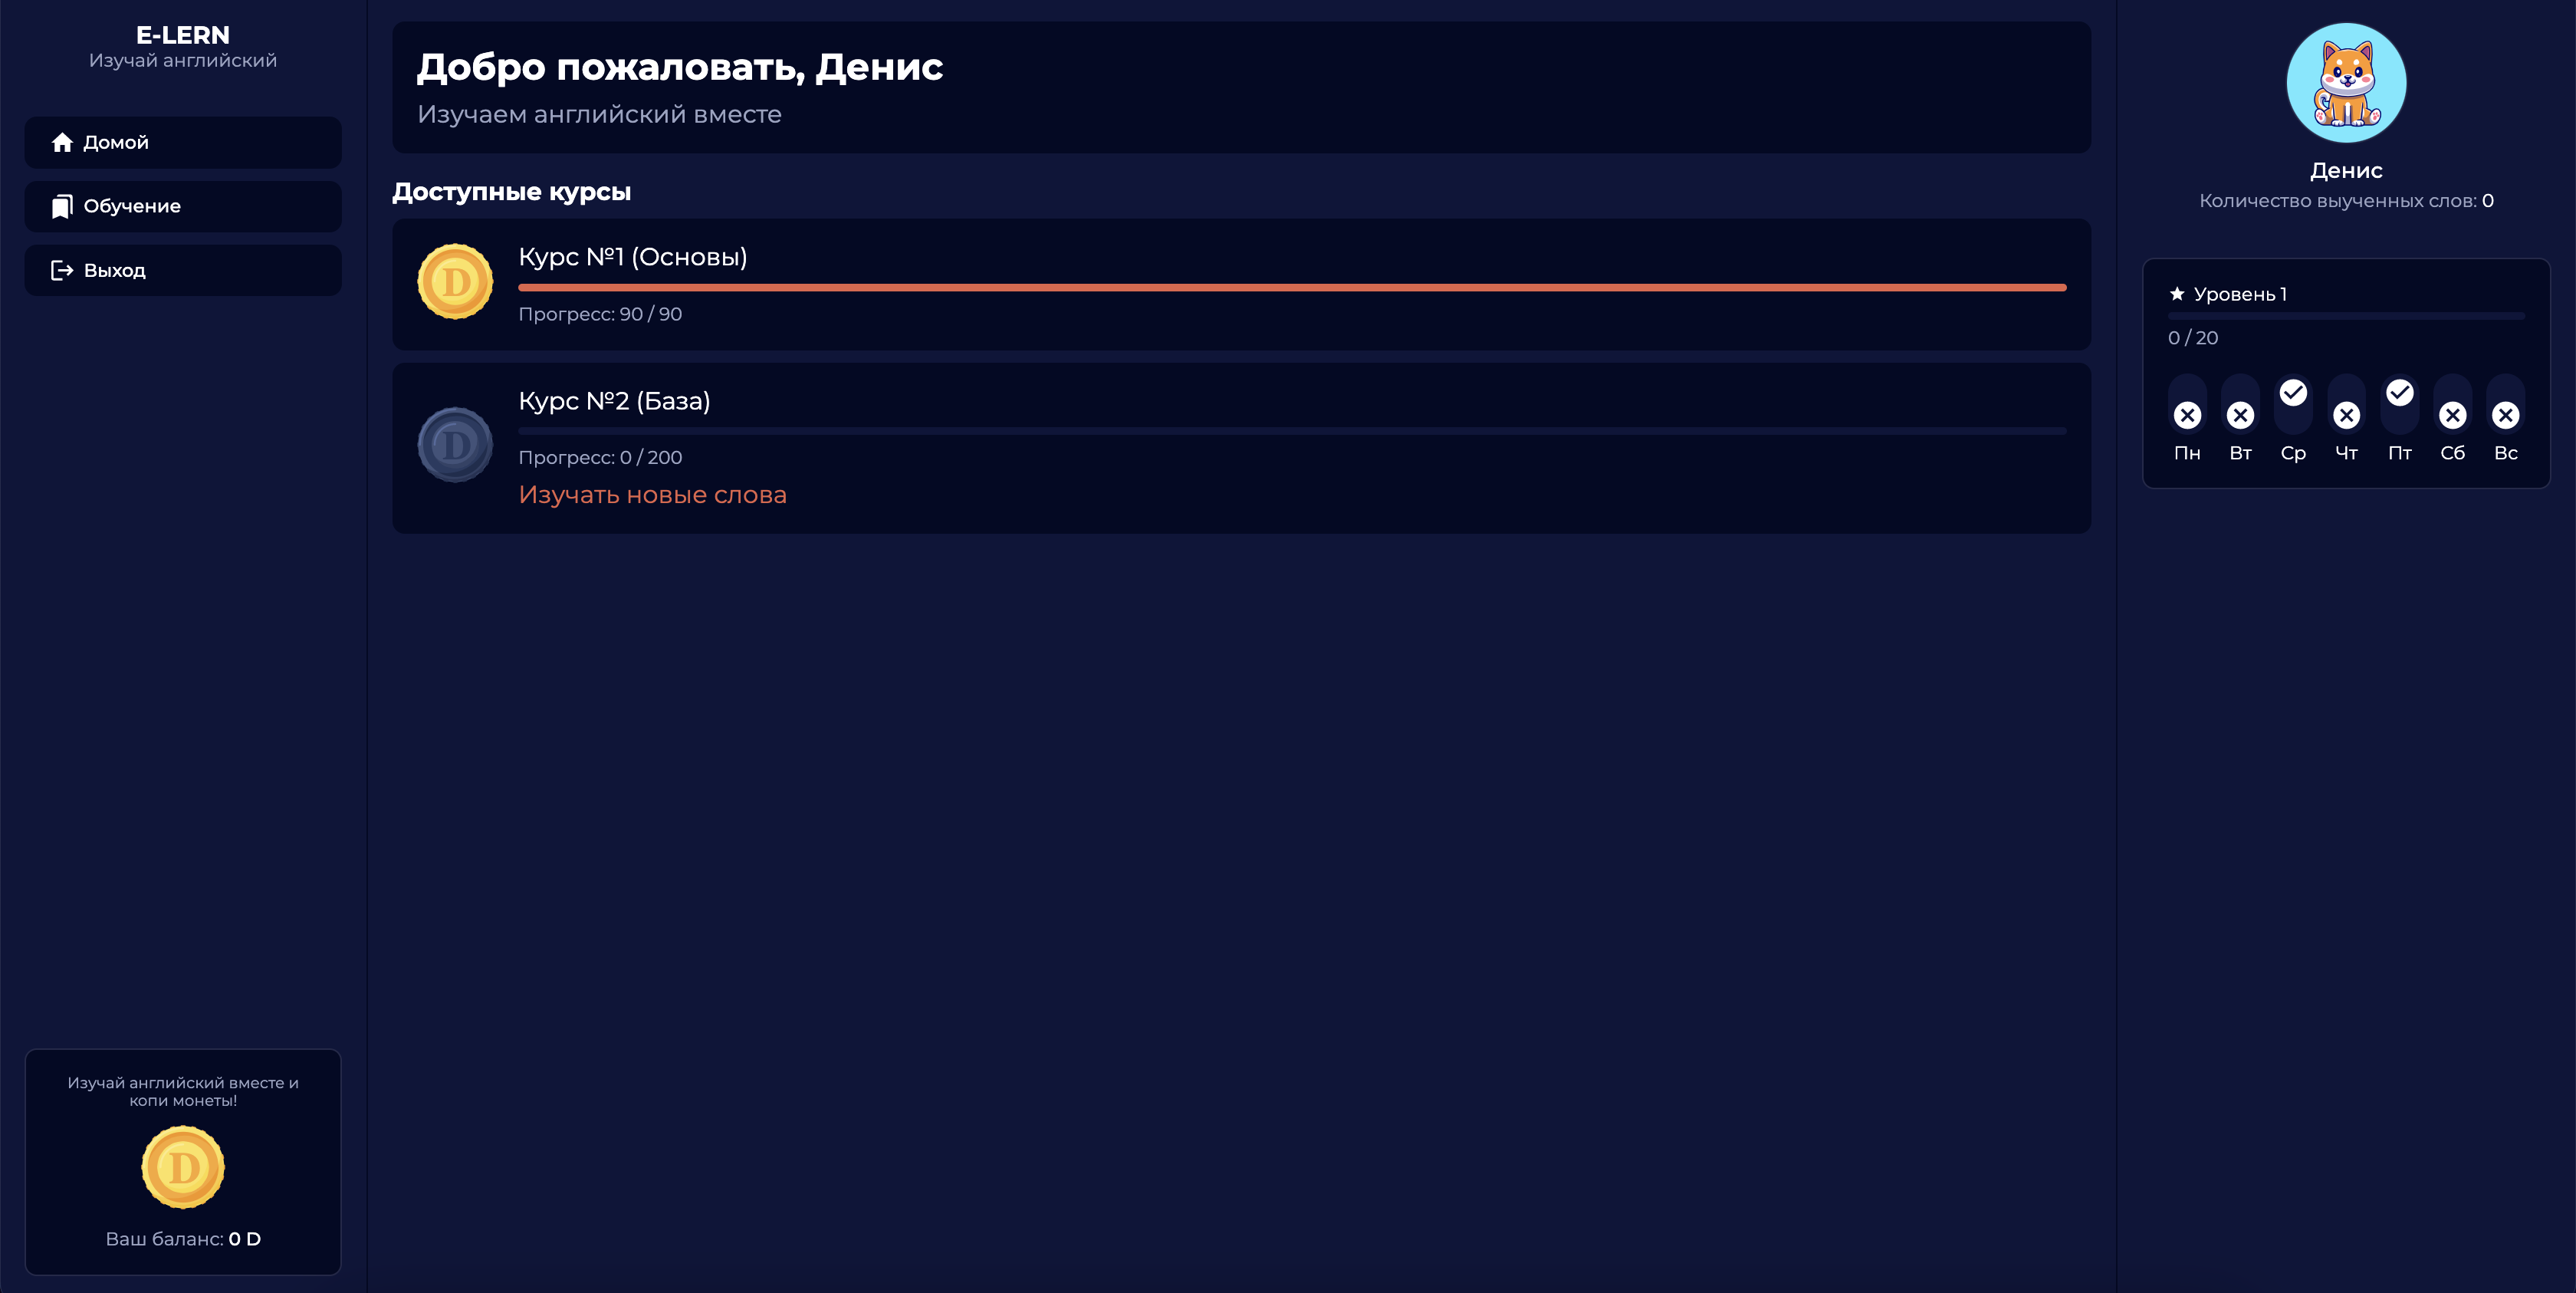 E-LERN
Изучай английский
Домой
Обучение
Выход
Изучай английский вместе и
копи монеты!
D
Ваш баланс: 0 D
Добро пожаловать, Денис
Изучаем английский вместе
Доступные курсы
D
Курс №1 (Основы)
Прогресс: 90 / 90
D
Курс №2 (База)
Прогресс: 0 / 200
Изучать новые слова
Денис
Количество выученных слов: 0
Уровень 1
0 / 20
Пн Вт Ср Чт Пт Сб Вс